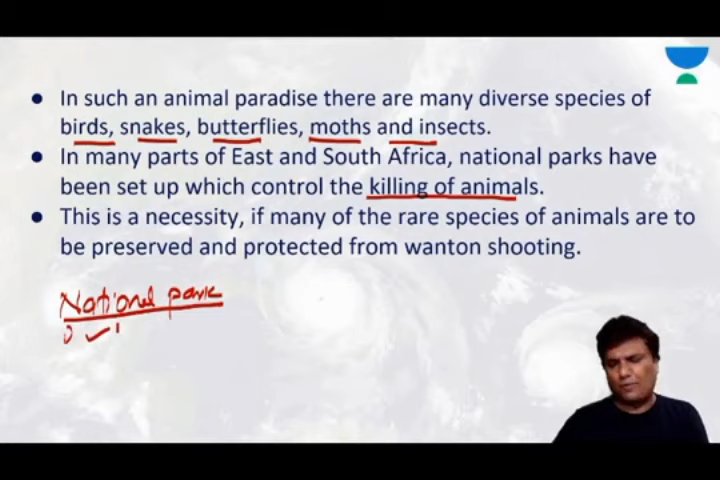 ● In such an animal paradise there are many diverse species of
birds, snakes, butterflies, moths and insects.
● In many parts of East and South Africa, national parks have
been set up which control the killing of animals.
● This is a necessity, if many of the rare species of animals are to
be preserved and protected from wanton shooting.
National park